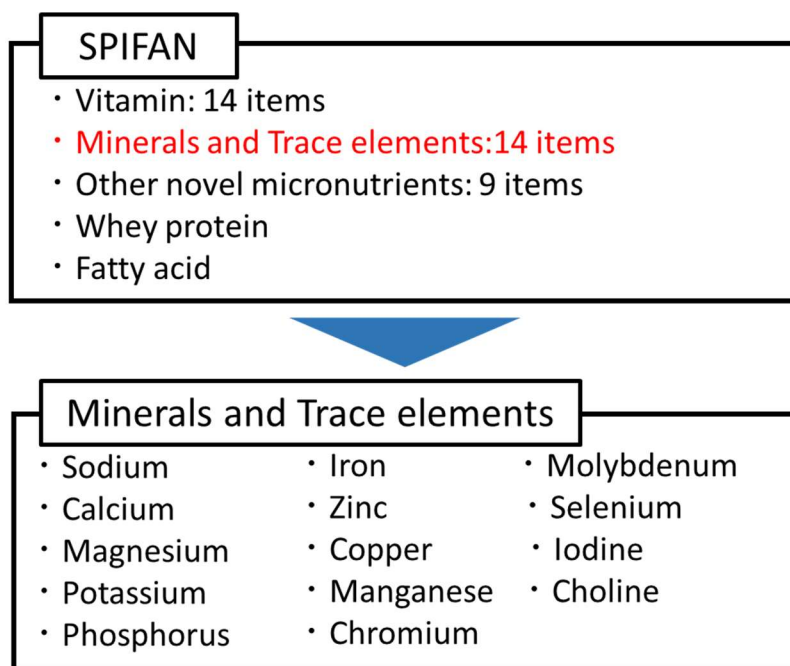 SPIFAN
・Vitamin: 14 items
・Minerals and Trace elements:14 items
・Other novel micronutrients: 9 items
・Whey protein
・Fatty acid
Minerals and Trace elements
・Sodium
・Calcium
・Magnesium
・Potassium
・Phosphorus
・Iron
・Zinc
・Copper
・Manganese
・Chromium
・Molybdenum
・Selenium
・Iodine
・Choline